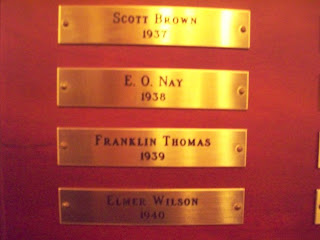 Scott Brown
1937
E. O. Nay
1938
Franklin Thomas
1939
Elmer Wilson
1940